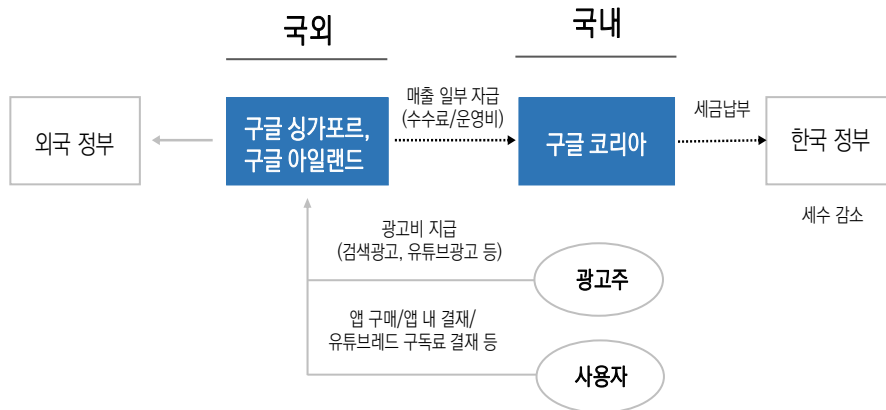 국외
국내
외국 정부
구글 싱가포르,
구글 아일랜드
매출 일부 자급
(수수료/운영비)
구글 코리아
세금납부
한국 정부
세수 감소
광고비 지급
(검색광고, 유튜브광고 등)
광고주
앱 구매/앱 내 결재/
유튜브레드 구독료 결재 등
사용자